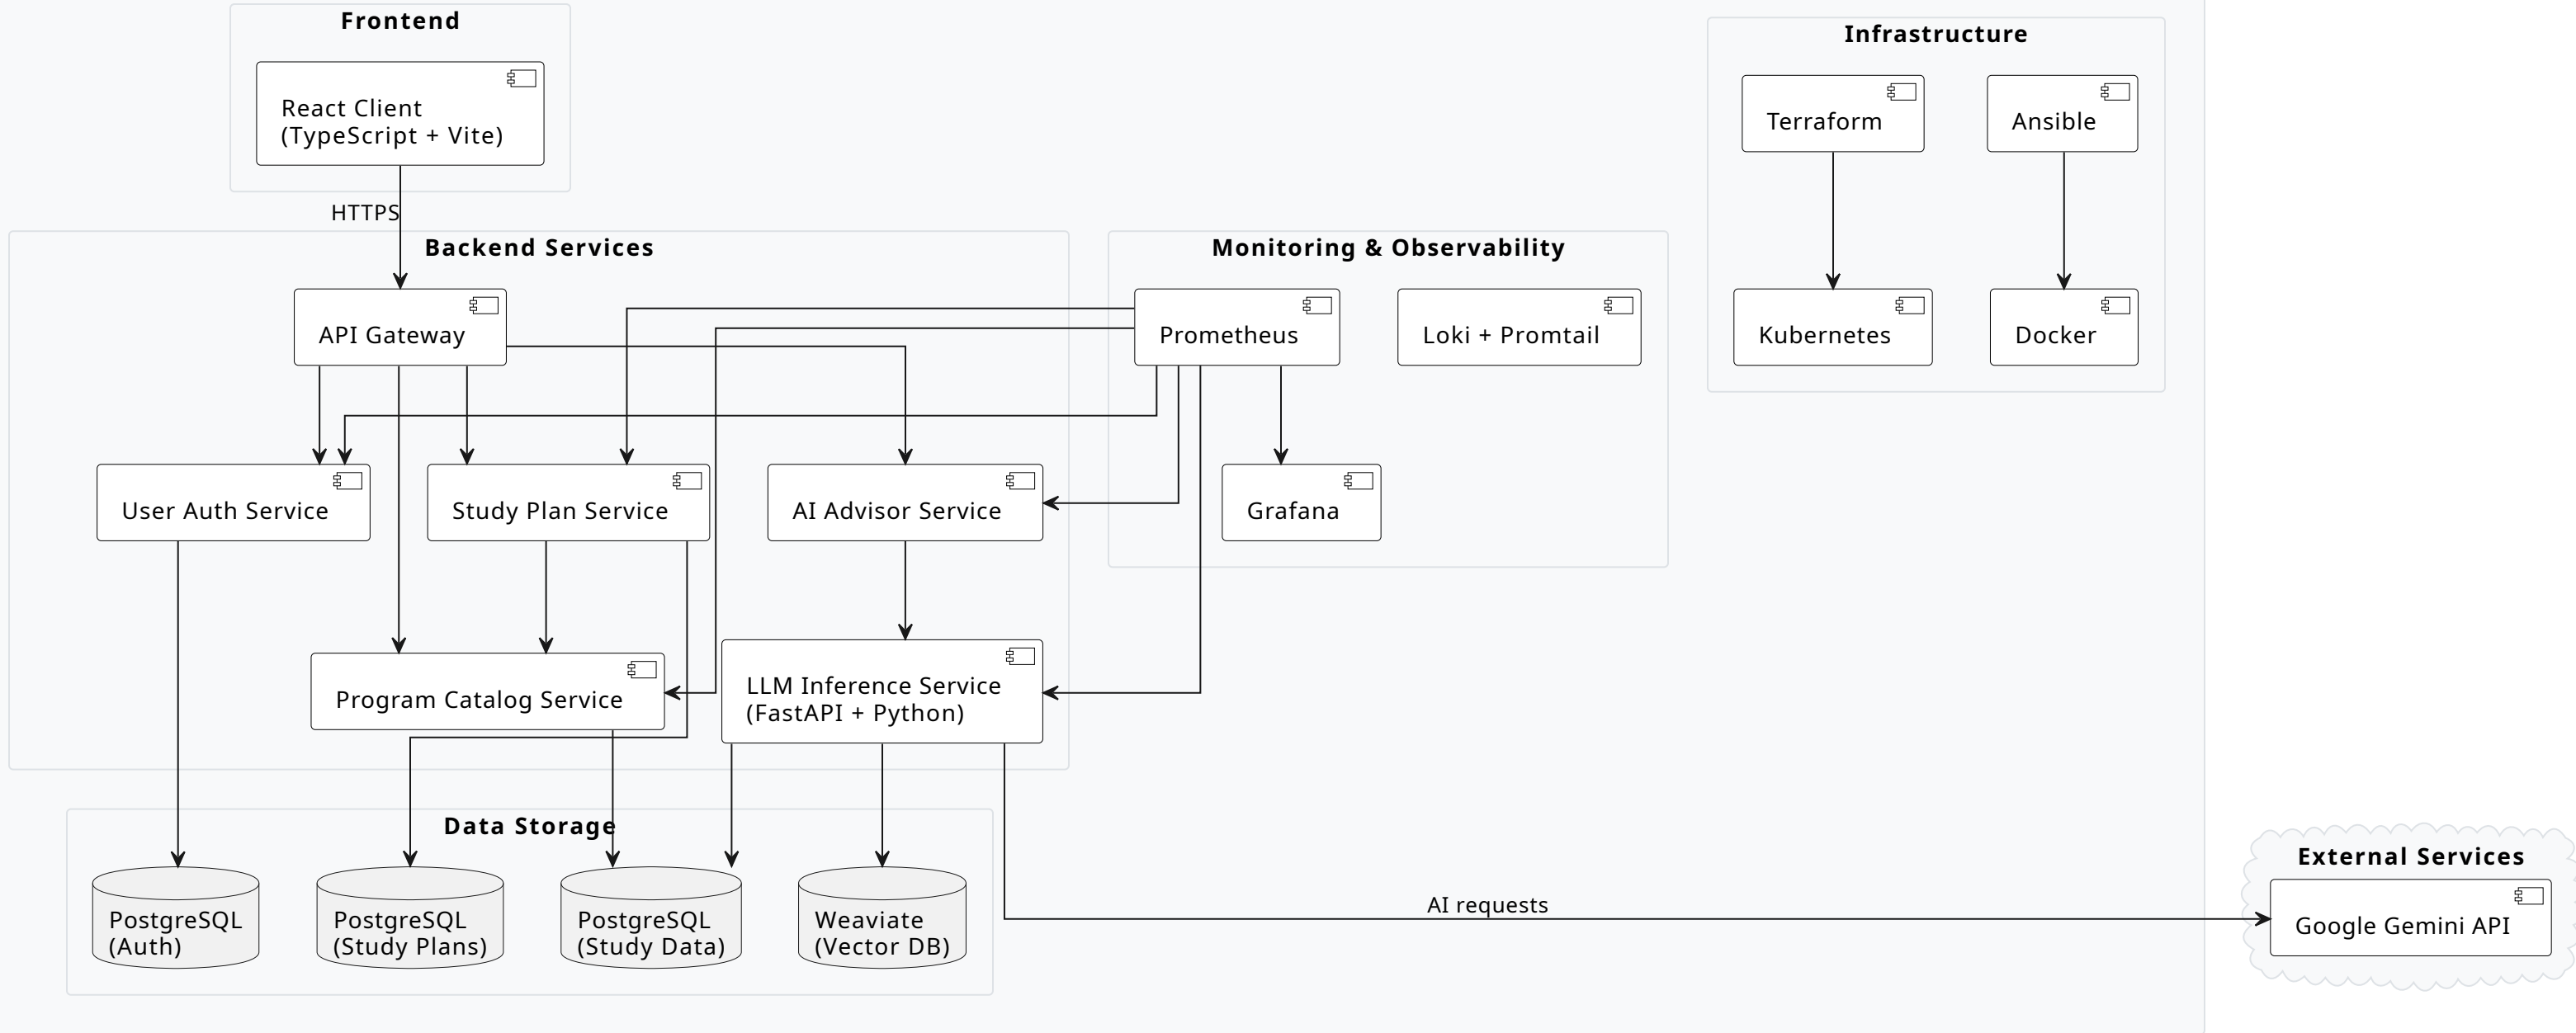 Frontend
React Client
(TypeScript + Vite)
HTTPS
Backend Services
API Gateway
User Auth Service
Study Plan Service
AI Advisor Service
Program Catalog Service
LLM Inference Service
(FastAPI + Python)
Monitoring & Observability
Prometheus
Loki + Promtail
Grafana
Infrastructure
Terraform
Ansible
Kubernetes
Docker
Data Storage
PostgreSQL
(Auth)
PostgreSQL
(Study Plans)
PostgreSQL
(Study Data)
Weaviate
(Vector DB)
AI requests
External Services
Google Gemini API